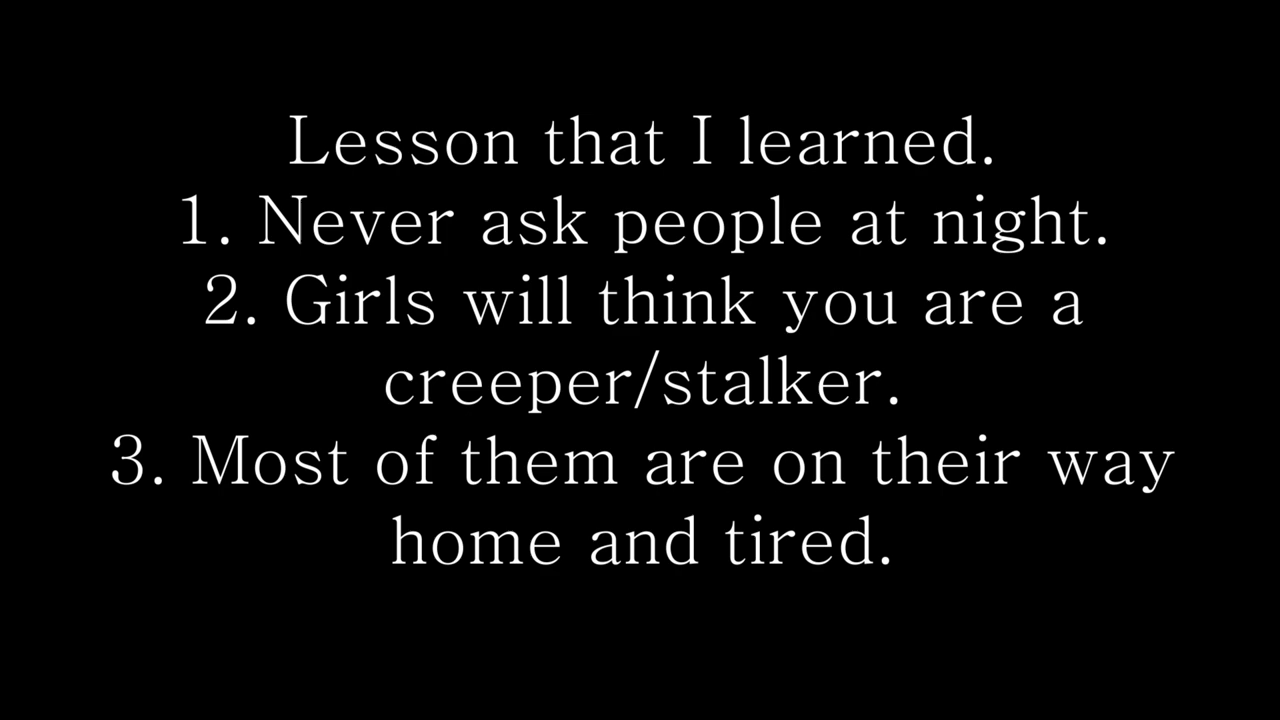 Lesson that I learned.
1. Never ask people at night.
2. Girls will think you are a
creeper/stalker.
3. Most of them are on their way
home and tired.